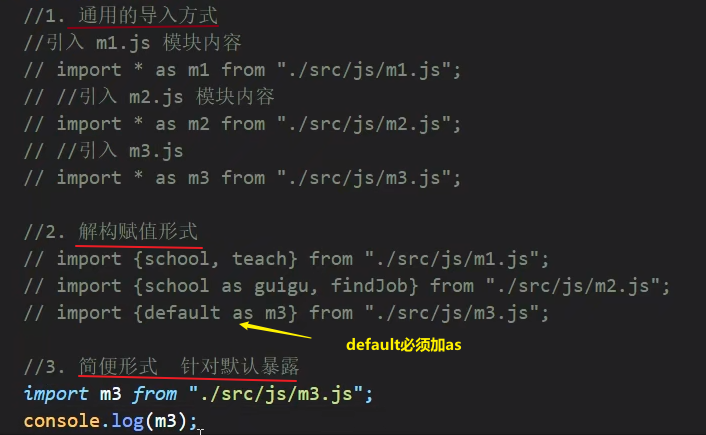 //1. 通用的导入方式
//引入 m1.js 模块内容
// import * as m1 from "./src/js/m1.js";
// //引入 m2.js 模块内容
// import * as m2 from "./src/js/m2.js";
// //引入 m3.js
// import * as m3 from "./src/js/m3.js";
//2. 解构赋值形式
// import {school, teach} from "./src/js/m1.js";
// import {school as guigu, findJob} from "./src/js/m2.js";
// import {default as m3} from "./src/js/m3.js";
default必须加as
//3. 简便形式  针对默认暴露
import m3 from "./src/js/m3.js";
console.log(m3);